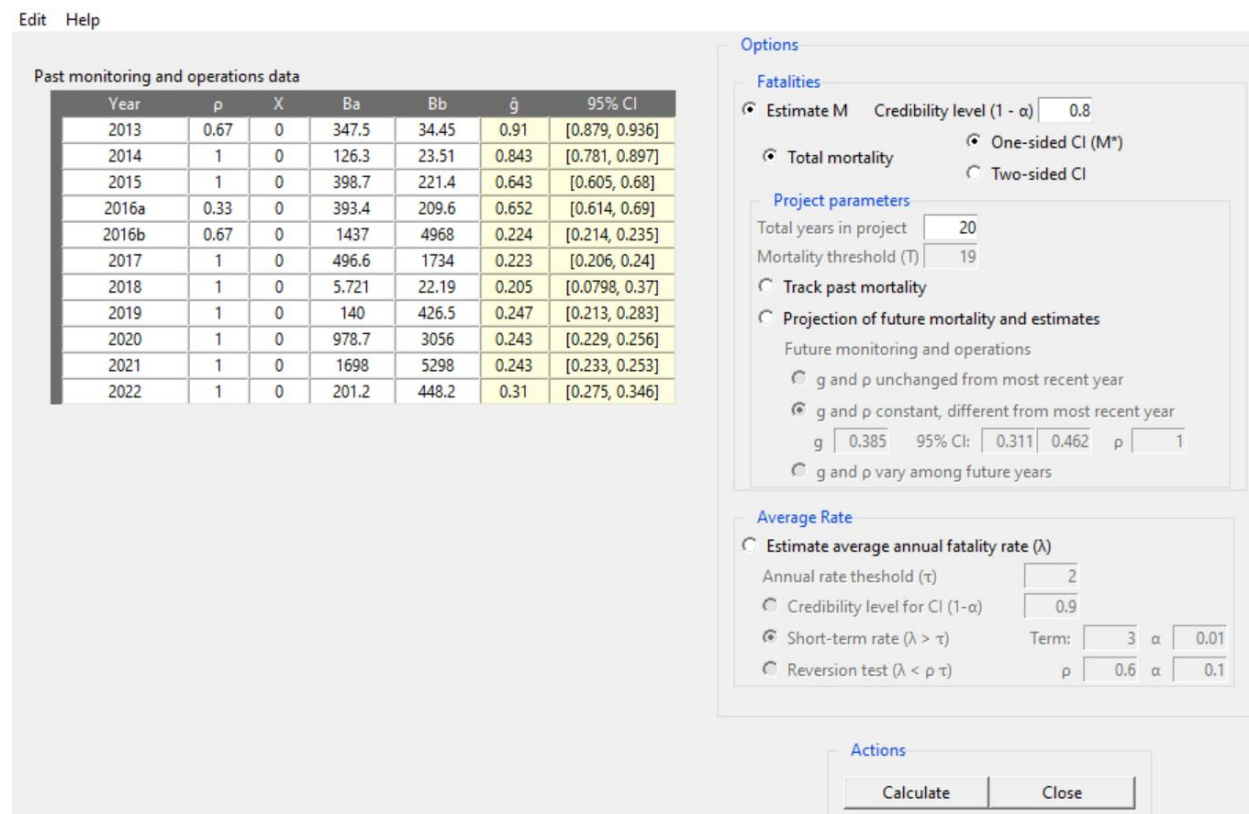 Edit Help
Past monitoring and operations data
Year ρ X Ba Bb ĝ 95% CI
2013 0.67 0 347.5 34.45 0.91 [0.879, 0.936]
2014 1 0 126.3 23.51 0.843 [0.781, 0.897]
2015 1 0 398.7 221.4 0.643 [0.605, 0.68]
2016a 0.33 0 393.4 209.6 0.652 [0.614, 0.69]
2016b 0.67 0 1437 4968 0.224 [0.214, 0.235]
2017 1 0 496.6 1734 0.223 [0.206, 0.24]
2018 1 0 5.721 22.19 0.205 [0.0798, 0.37]
2019 1 0 140 426.5 0.247 [0.213, 0.283]
2020 1 0 978.7 3056 0.243 [0.229, 0.256]
2021 1 0 1698 5298 0.243 [0.233, 0.253]
2022 1 0 201.2 448.2 0.31 [0.275, 0.346]
Options
Fatalities
Estimate M Credibility level (1 - α) 0.8
Total mortality
One-sided CI (M*)
Two-sided CI
Project parameters
Total years in project 20
Mortality threshold (T) 19
Track past mortality
Projection of future mortality and estimates
Future monitoring and operations
g and ρ unchanged from most recent year
g and ρ constant, different from most recent year
g 0.385 95% CI: 0.311 0.462 ρ 1
g and ρ vary among future years
Average Rate
Estimate average annual fatality rate (λ)
Annual rate theshold (τ) 2
Credibility level for CI (1-α) 0.9
Short-term rate (λ > τ) Term: 3 α 0.01
Reversion test (λ < ρ τ) ρ 0.6 α 0.1
Actions
Calculate Close